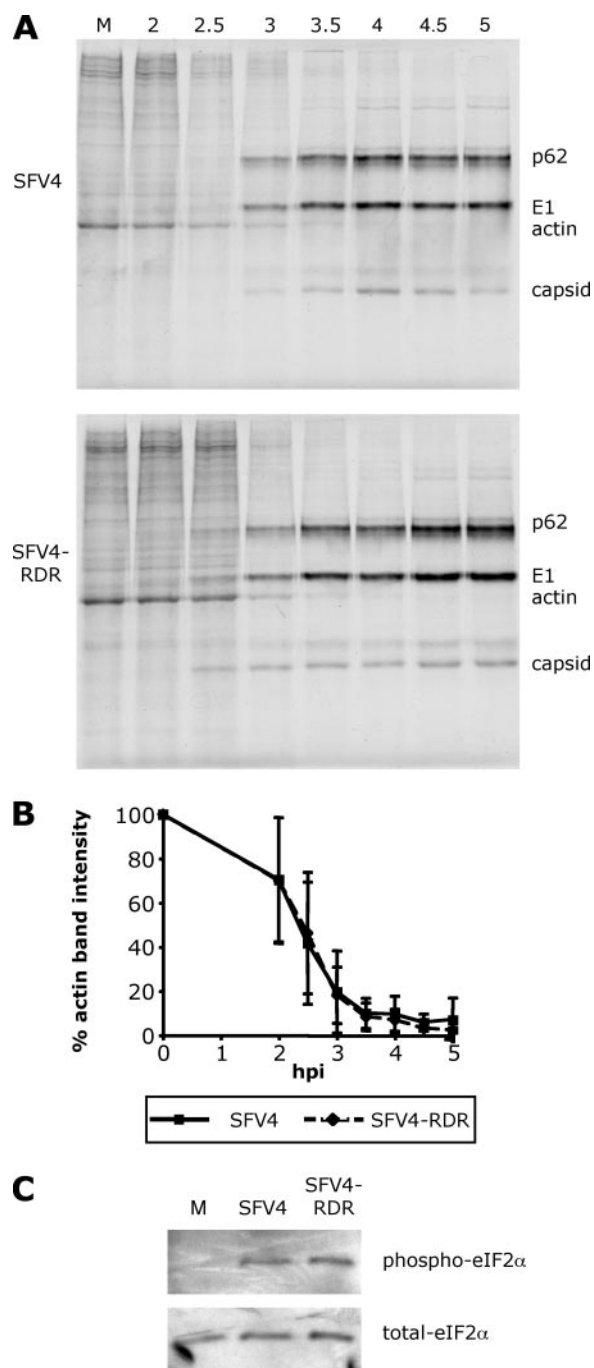 A
M 2 2.5 3 3.5 4 4.5 5
SFV4
p62
E1
actin
capsid
SFV4-
RDR
p62
E1
actin
capsid
B
% actin band intensity
100
80
60
40
20
0
0 1 2 3 4 5
hpi
SFV4 SFV4-RDR
C
M SFV4 SFV4-
RDR
phospho-eIF2α
total-eIF2α